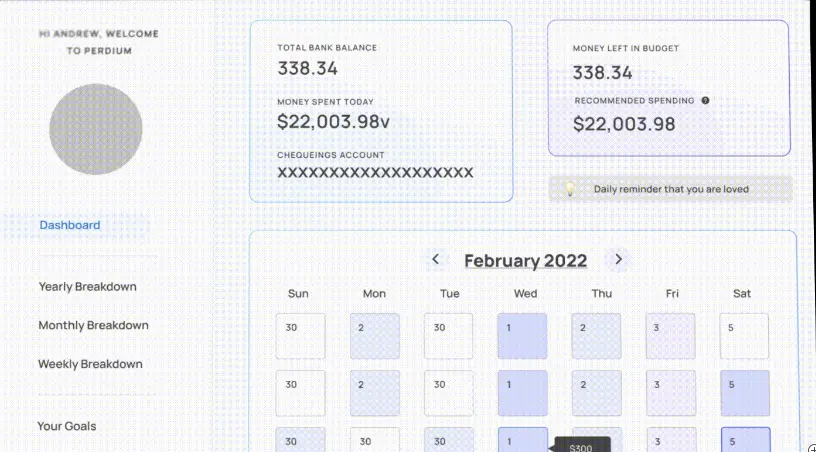 HI ANDREW, WELCOME
TO PERDIUM
Dashboard
Yearly Breakdown
Monthly Breakdown
Weekly Breakdown
Your Goals
TOTAL BANK BALANCE
338.34
MONEY SPENT TODAY
$22,003.98v
CHEQUEINGS ACCOUNT
XXXXXXXXXXXXXXXXXXX
MONEY LEFT IN BUDGET
338.34
RECOMMENDED SPENDING ?
$22,003.98
Daily reminder that you are loved
< February 2022 >
Sun Mon Tue Wed Thu Fri Sat
30 2 30 1 2 3 5
30 2 30 1 2 3 5
30 30 30 1 3 5
$300